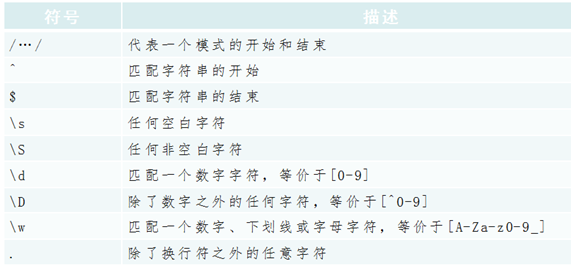 符号 描述
/…/ 代表一个模式的开始和结束
^ 匹配字符串的开始
$ 匹配字符串的结束
\s 任何空白字符
\S 任何非空白字符
\d 匹配一个数字字符，等价于[0-9]
\D 除了数字之外的任何字符，等价于[^0-9]
\w 匹配一个数字、下划线或字母字符，等价于[A-Za-z0-9_]
. 除了换行符之外的任意字符